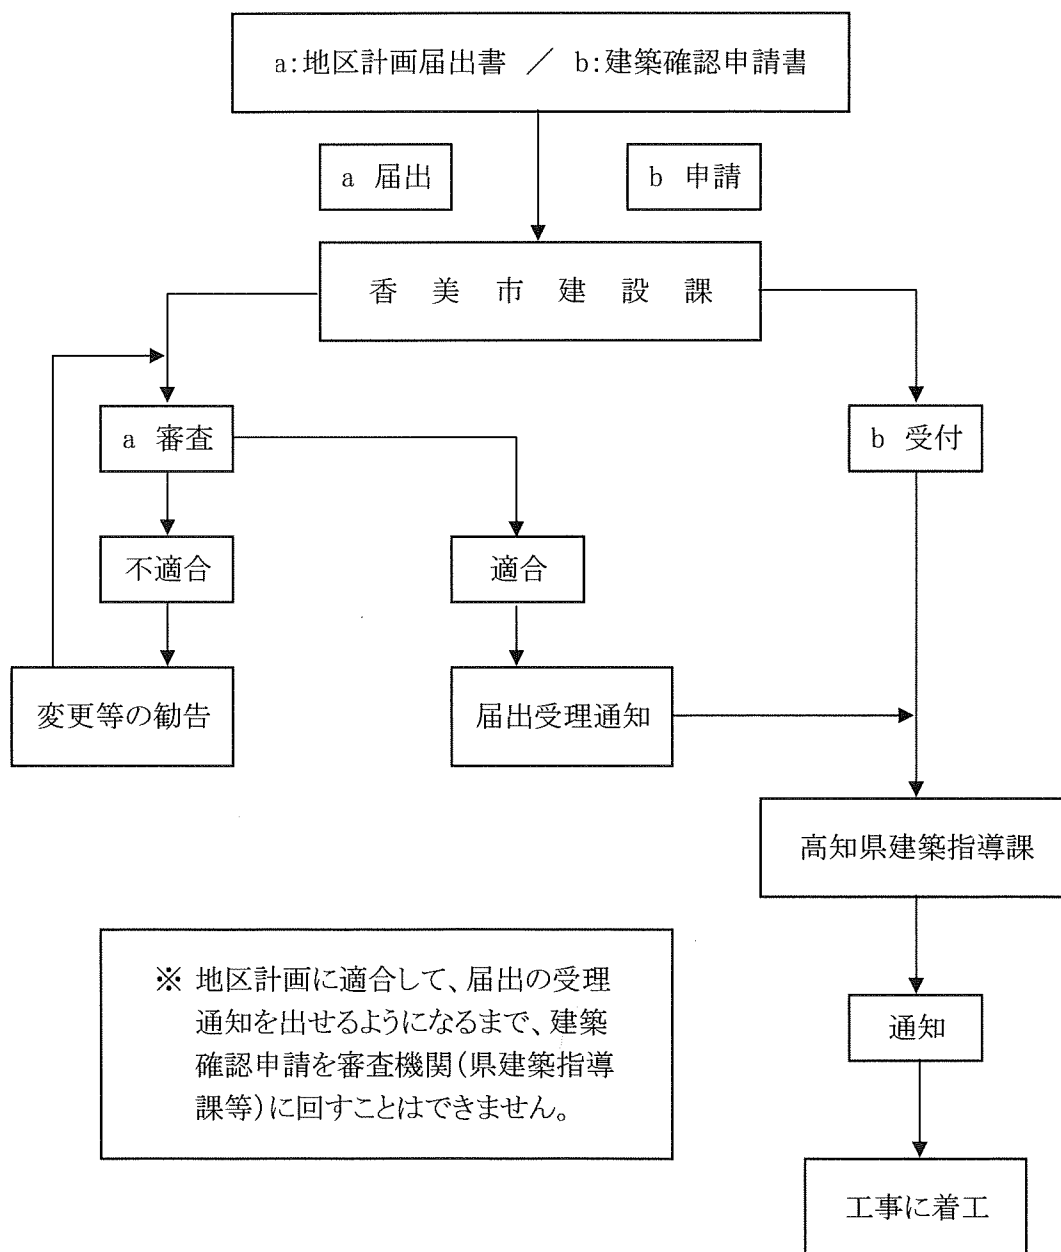 a:地区計画届出書 / b:建築確認申請書
a 届出
b 申請
香美市建設課
a 審査
b 受付
不適合
適合
変更等の勧告
届出受理通知
高知県建築指導課
※ 地区計画に適合して、届出の受理
通知を出せるようになるまで、建築
確認申請を審査機関(県建築指導
課等)に回すことはできません。
通知
工事に着工